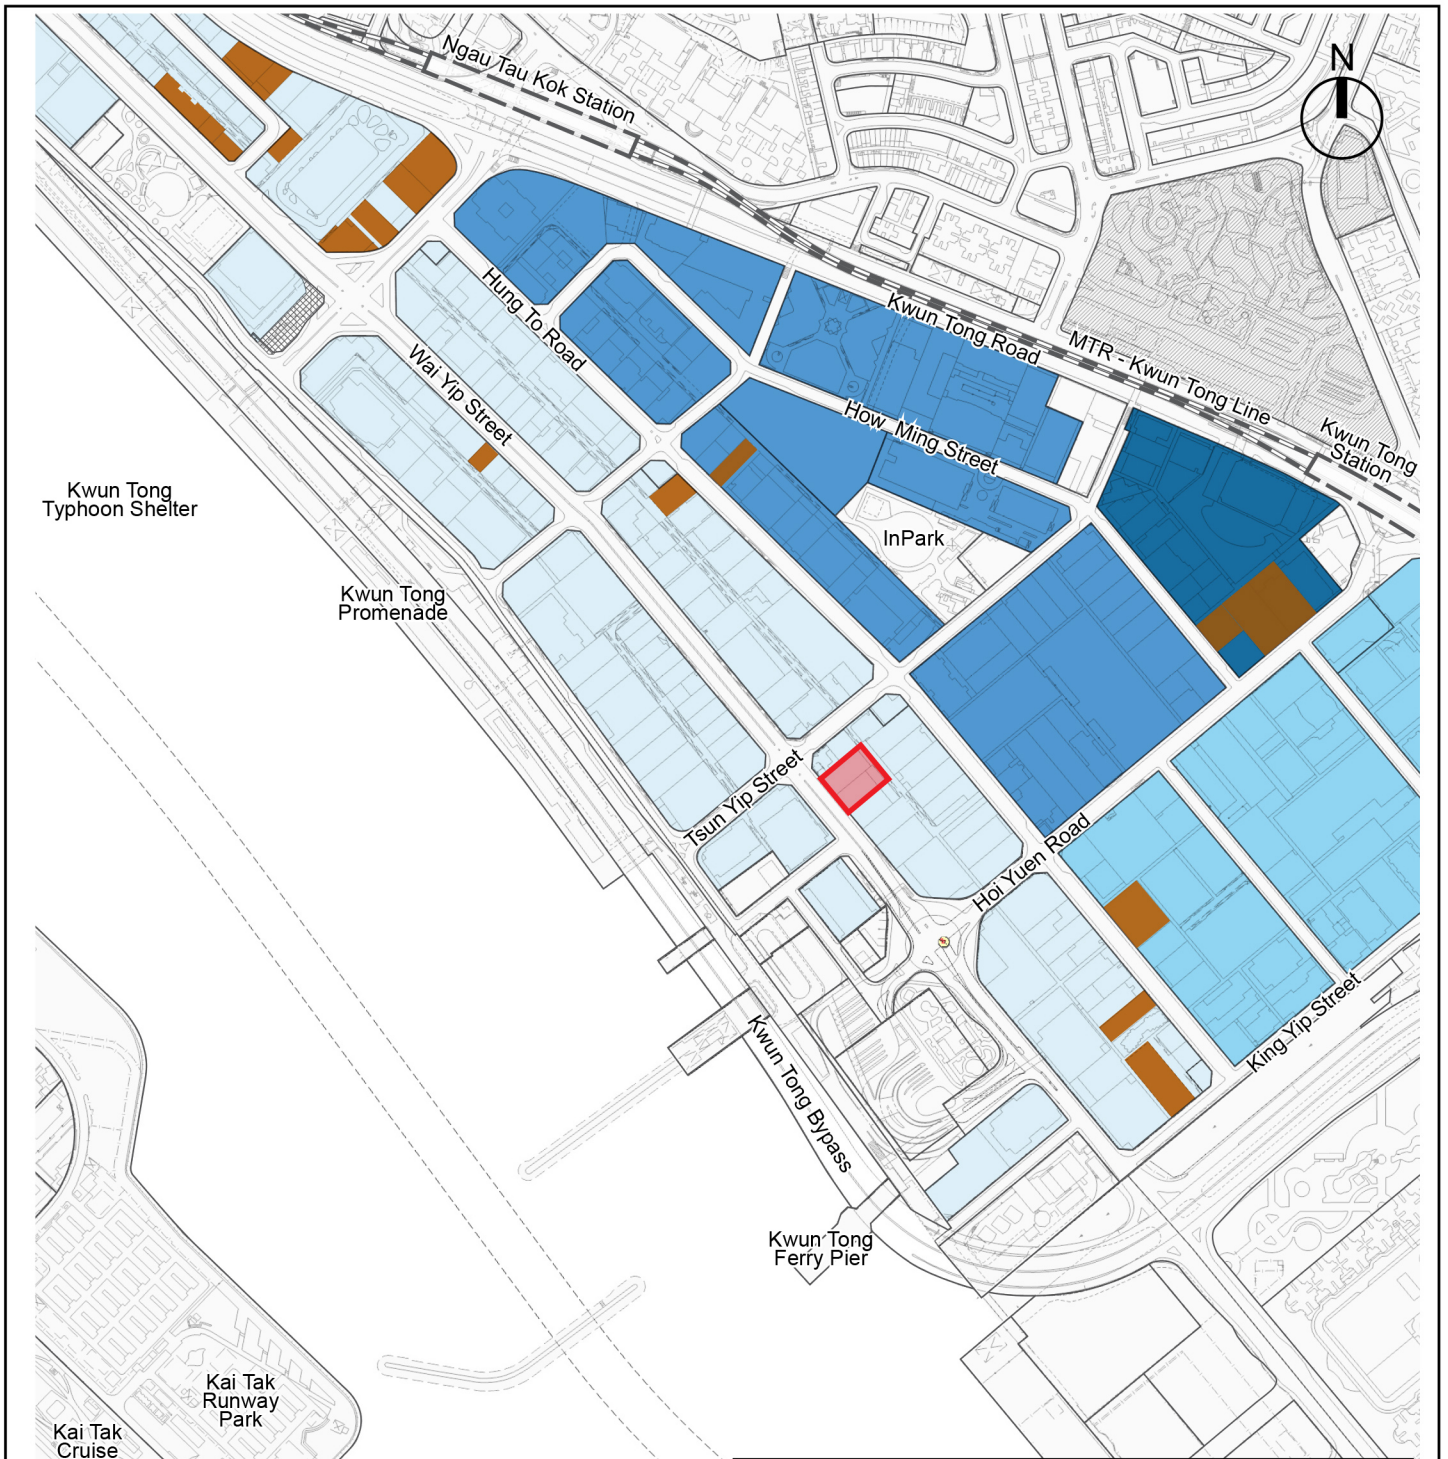 N
Ngau Tau Kok Station
Hung To Road
Kwun Tong Road
MTR - Kwun Tong Line
Wai Yip Street
How Ming Street
Kwun Tong
Station
Kwun Tong
Typhoon Shelter
InPark
Kwun Tong
Promenade
Tsun Yip Street
Hoi Yuen Road
King Yip Street
Kwun Tong Bypass
Kwun Tong
Ferry Pier
Kai Tak
Runway
Park
Kai Tak
Cruise